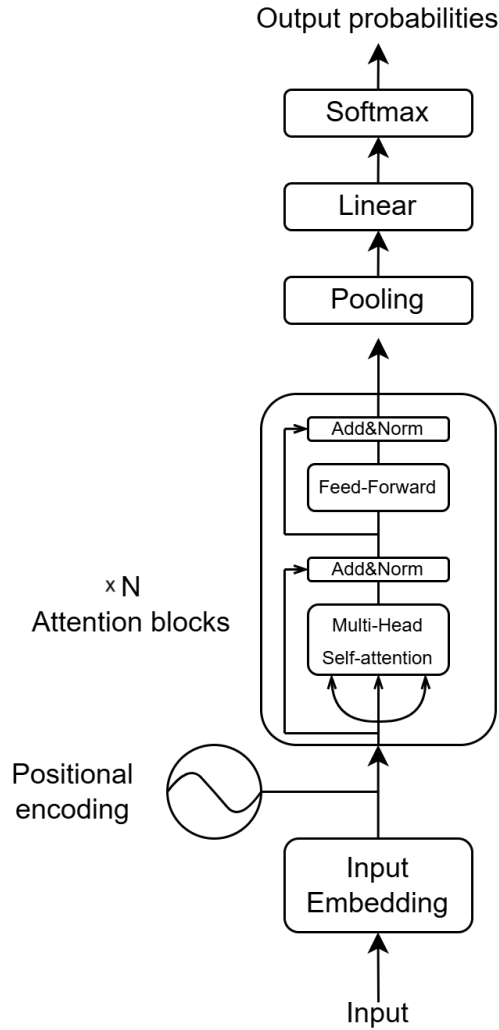 Output probabilities
Softmax
Linear
Pooling
Add&Norm
Feed-Forward
Add&Norm
x N
Attention blocks
Multi-Head
Self-attention
Positional
encoding
Input
Embedding
Input